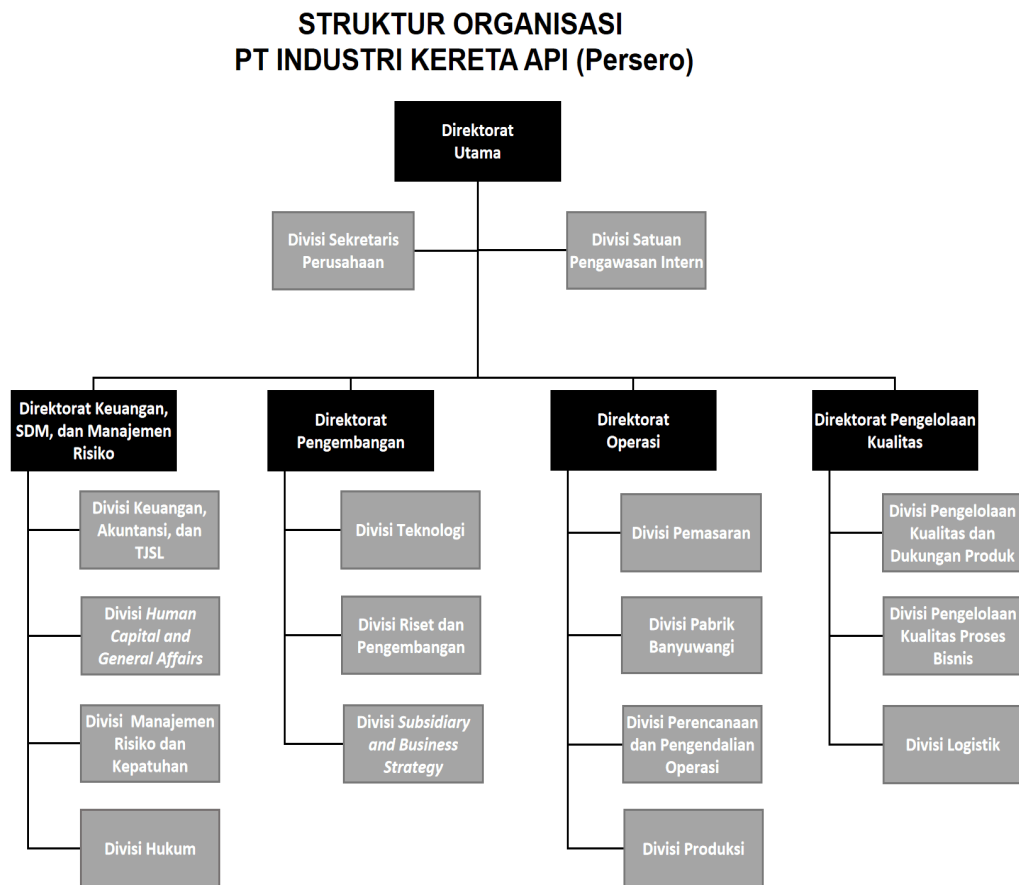 STRUKTUR ORGANISASI
PT INDUSTRI KERETA API (Persero)
Direktorat
Utama
Divisi Sekretaris
Perusahaan
Divisi Satuan
Pengawasan Intern
Direktorat Keuangan,
SDM, dan Manajemen
Risiko
Divisi Keuangan,
Akuntansi, dan
TJSL
Divisi Human
Capital and
General Affairs
Divisi Manajemen
Risiko dan
Kepatuhan
Divisi Hukum
Direktorat
Pengembangan
Divisi Teknologi
Divisi Riset dan
Pengembangan
Divisi Subsidiary
and Business
Strategy
Direktorat
Operasi
Divisi Pemasaran
Divisi Pabrik
Banyuwangi
Divisi Perencanaan
dan Pengendalian
Operasi
Divisi Produksi
Direktorat Pengelolaan
Kualitas
Divisi Pengelolaan
Kualitas dan
Dukungan Produk
Divisi Pengelolaan
Kualitas Proses
Bisnis
Divisi Logistik